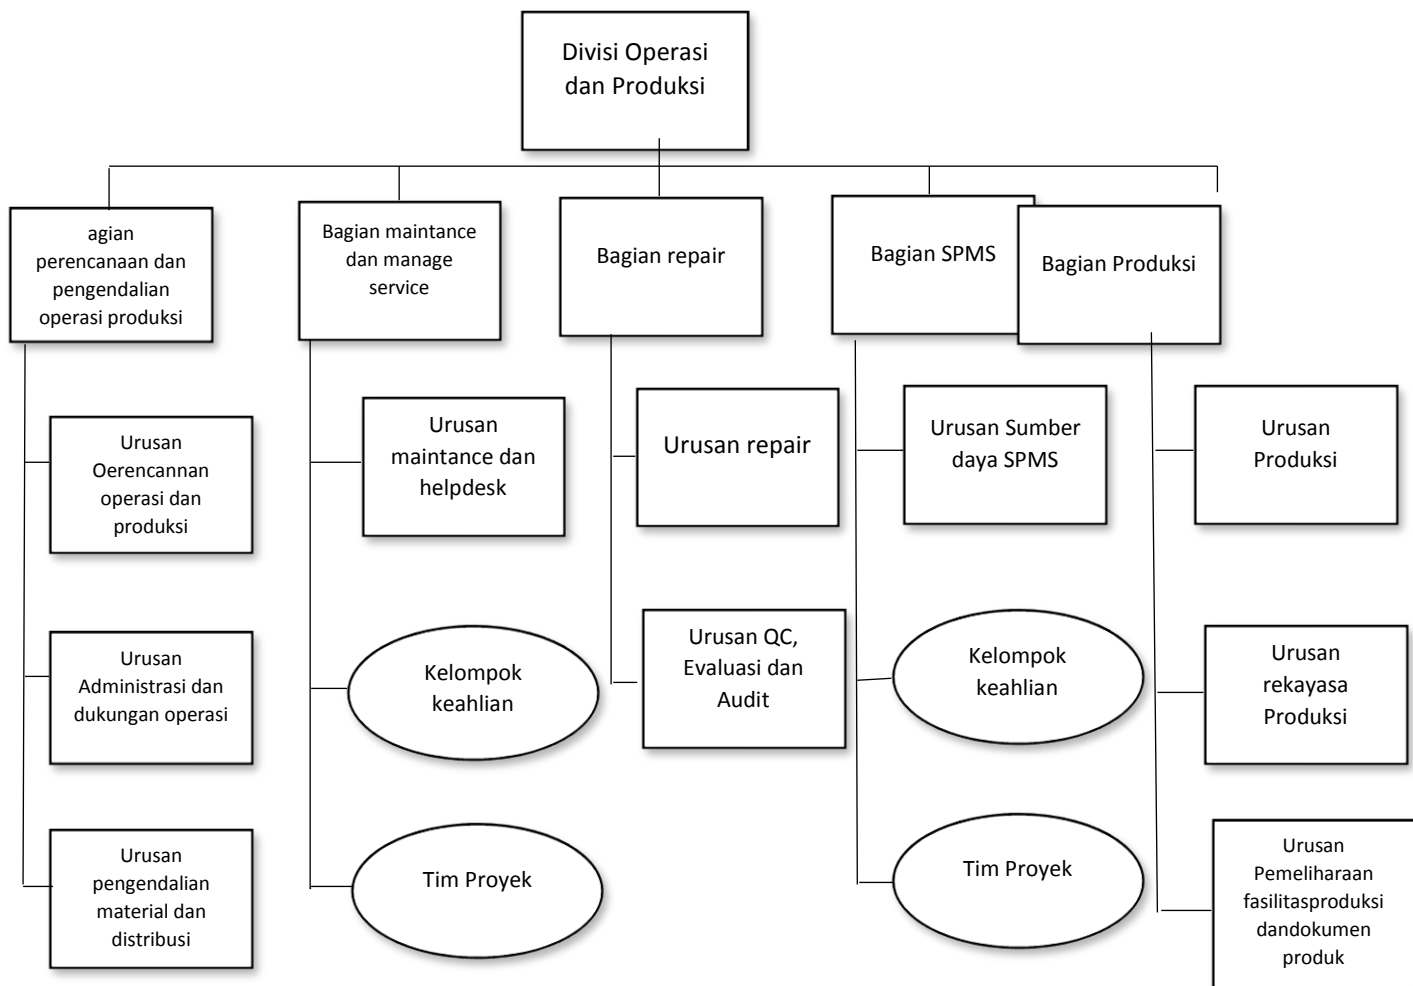 Divisi Operasi
dan Produksi
agian
perencanaan dan
pengendalian
operasi produksi
Bagian maintance
dan manage
service
Bagian repair
Bagian SPMS
Bagian Produksi
Urusan
Oerencannan
operasi dan
produksi
Urusan
maintance dan
helpdesk
Urusan repair
Urusan Sumber
daya SPMS
Urusan
Produksi
Urusan
Administrasi dan
dukungan operasi
Kelompok
keahlian
Urusan QC,
Evaluasi dan
Audit
Kelompok
keahlian
Urusan
rekayasa
Produksi
Urusan
pengendalian
material dan
distribusi
Tim Proyek
Tim Proyek
Urusan
Pemeliharaan
fasilitasproduksi
dandokumen
produk